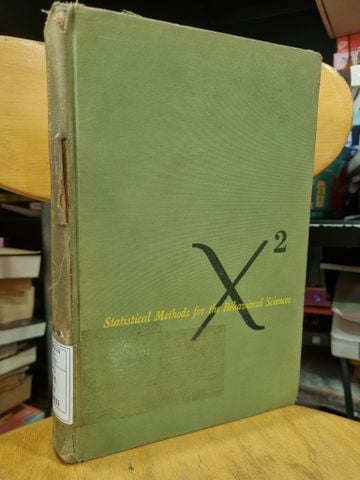 X²
Statistical Methods for the Behavioral Sciences